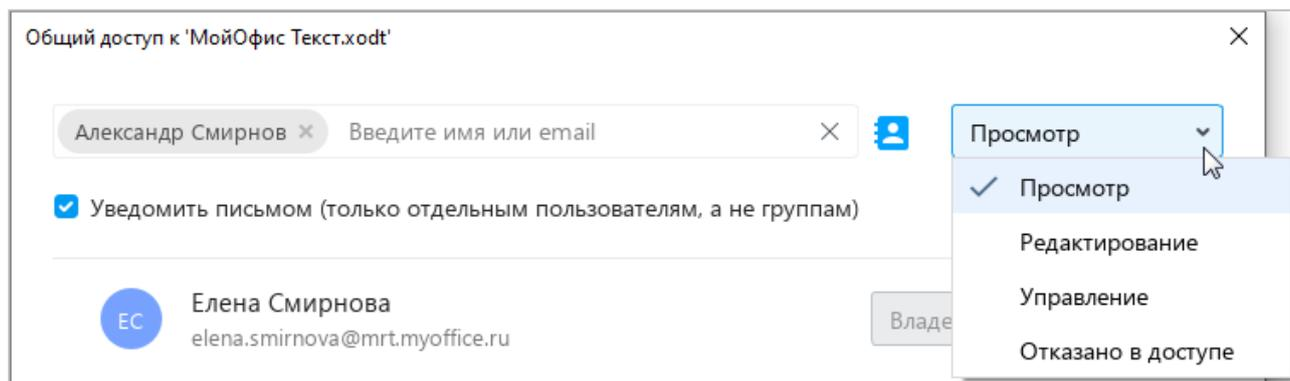 Общий доступ к 'МойОфис Текст.xodt'
Александр Смирнов Введите имя или email Просмотр
Просмотр
Уведомить письмом (только отдельным пользователям, а не группам)
Редактирование
Управление
Елена Смирнова
ЕС
elena.smirnova@mrt.myoffice.ru
Отказано в доступе